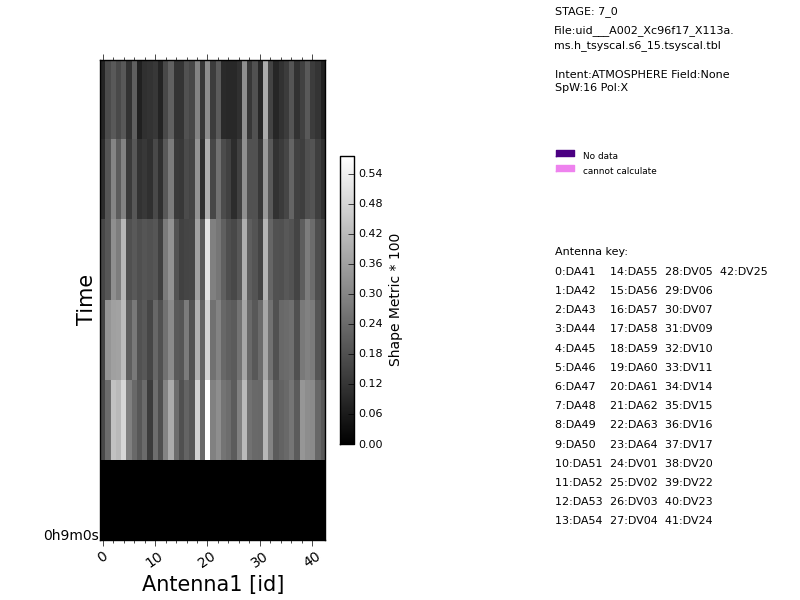 STAGE: 7_0
File:uid___A002_Xc96f17_X113a.
ms.h_tsyscal.s6_15.tsyscal.tbl
Intent:ATMOSPHERE Field:None
SpW:16 Pol:X
No data
cannot calculate
Antenna key:
0:DA41 14:DA55 28:DV05 42:DV25
1:DA42 15:DA56 29:DV06
2:DA43 16:DA57 30:DV07
3:DA44 17:DA58 31:DV09
4:DA45 18:DA59 32:DV10
5:DA46 19:DA60 33:DV11
6:DA47 20:DA61 34:DV14
7:DA48 21:DA62 35:DV15
8:DA49 22:DA63 36:DV16
9:DA50 23:DA64 37:DV17
10:DA51 24:DV01 38:DV20
11:DA52 25:DV02 39:DV22
12:DA53 26:DV03 40:DV23
13:DA54 27:DV04 41:DV24
Time
0h9m0s
0 10 20 30 40
Antenna1 [id]
0.54
0.48
0.42
0.36
0.30
0.24
0.18
0.12
0.06
0.00
Shape Metric * 100